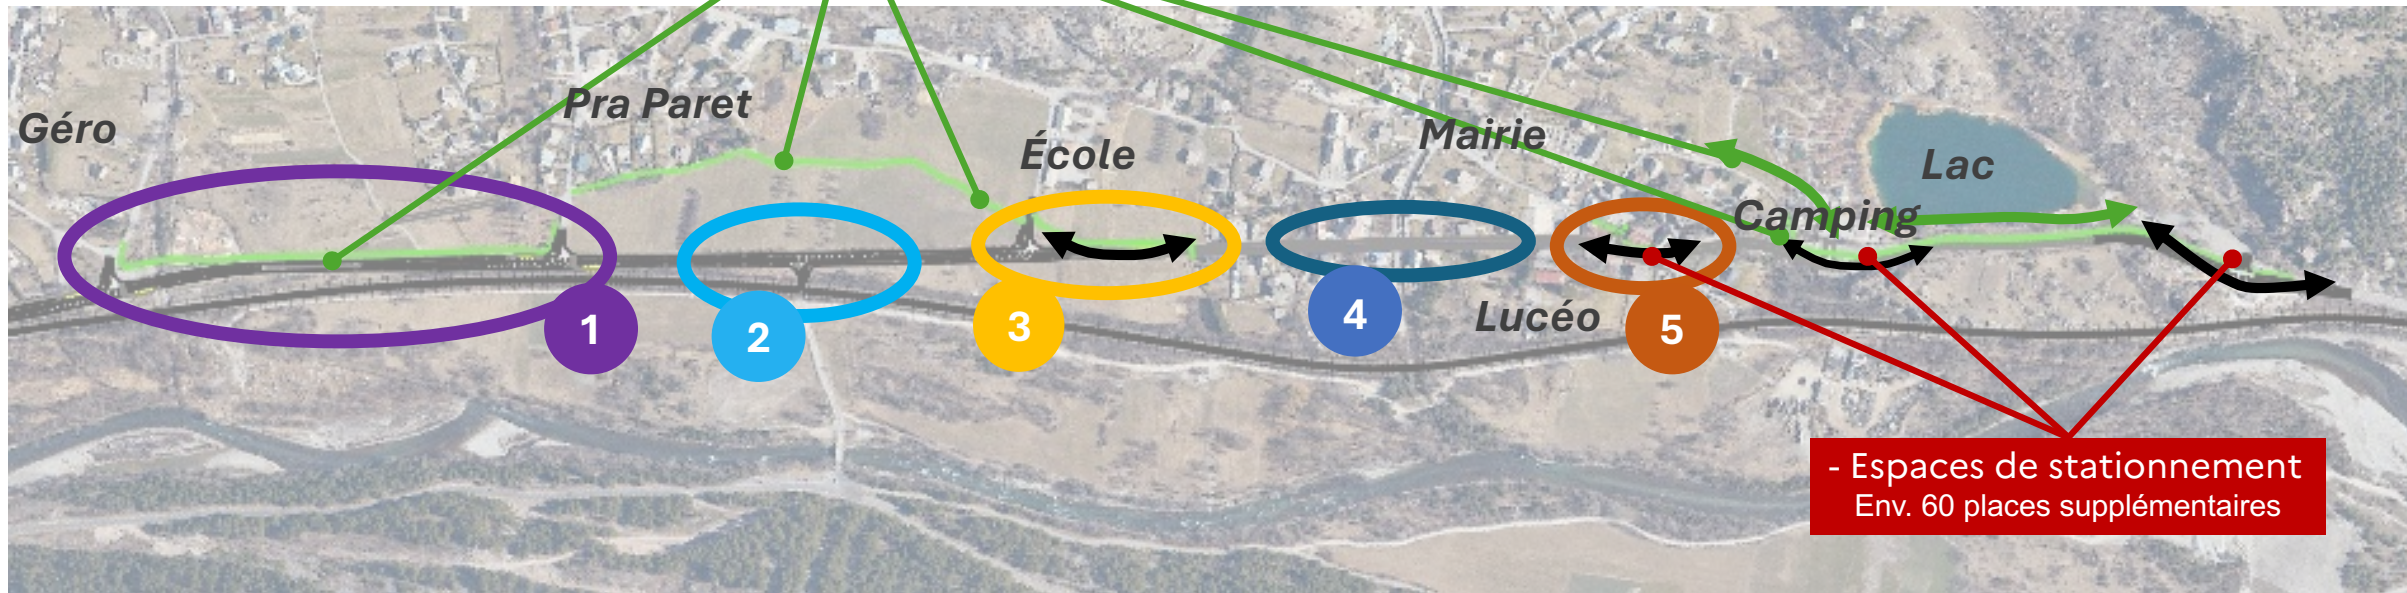 Géro
Pra Paret
École
Mairie
Lac
Camping
Lucéo
1
2
3
4
5
- Espaces de stationnement
Env. 60 places supplémentaires